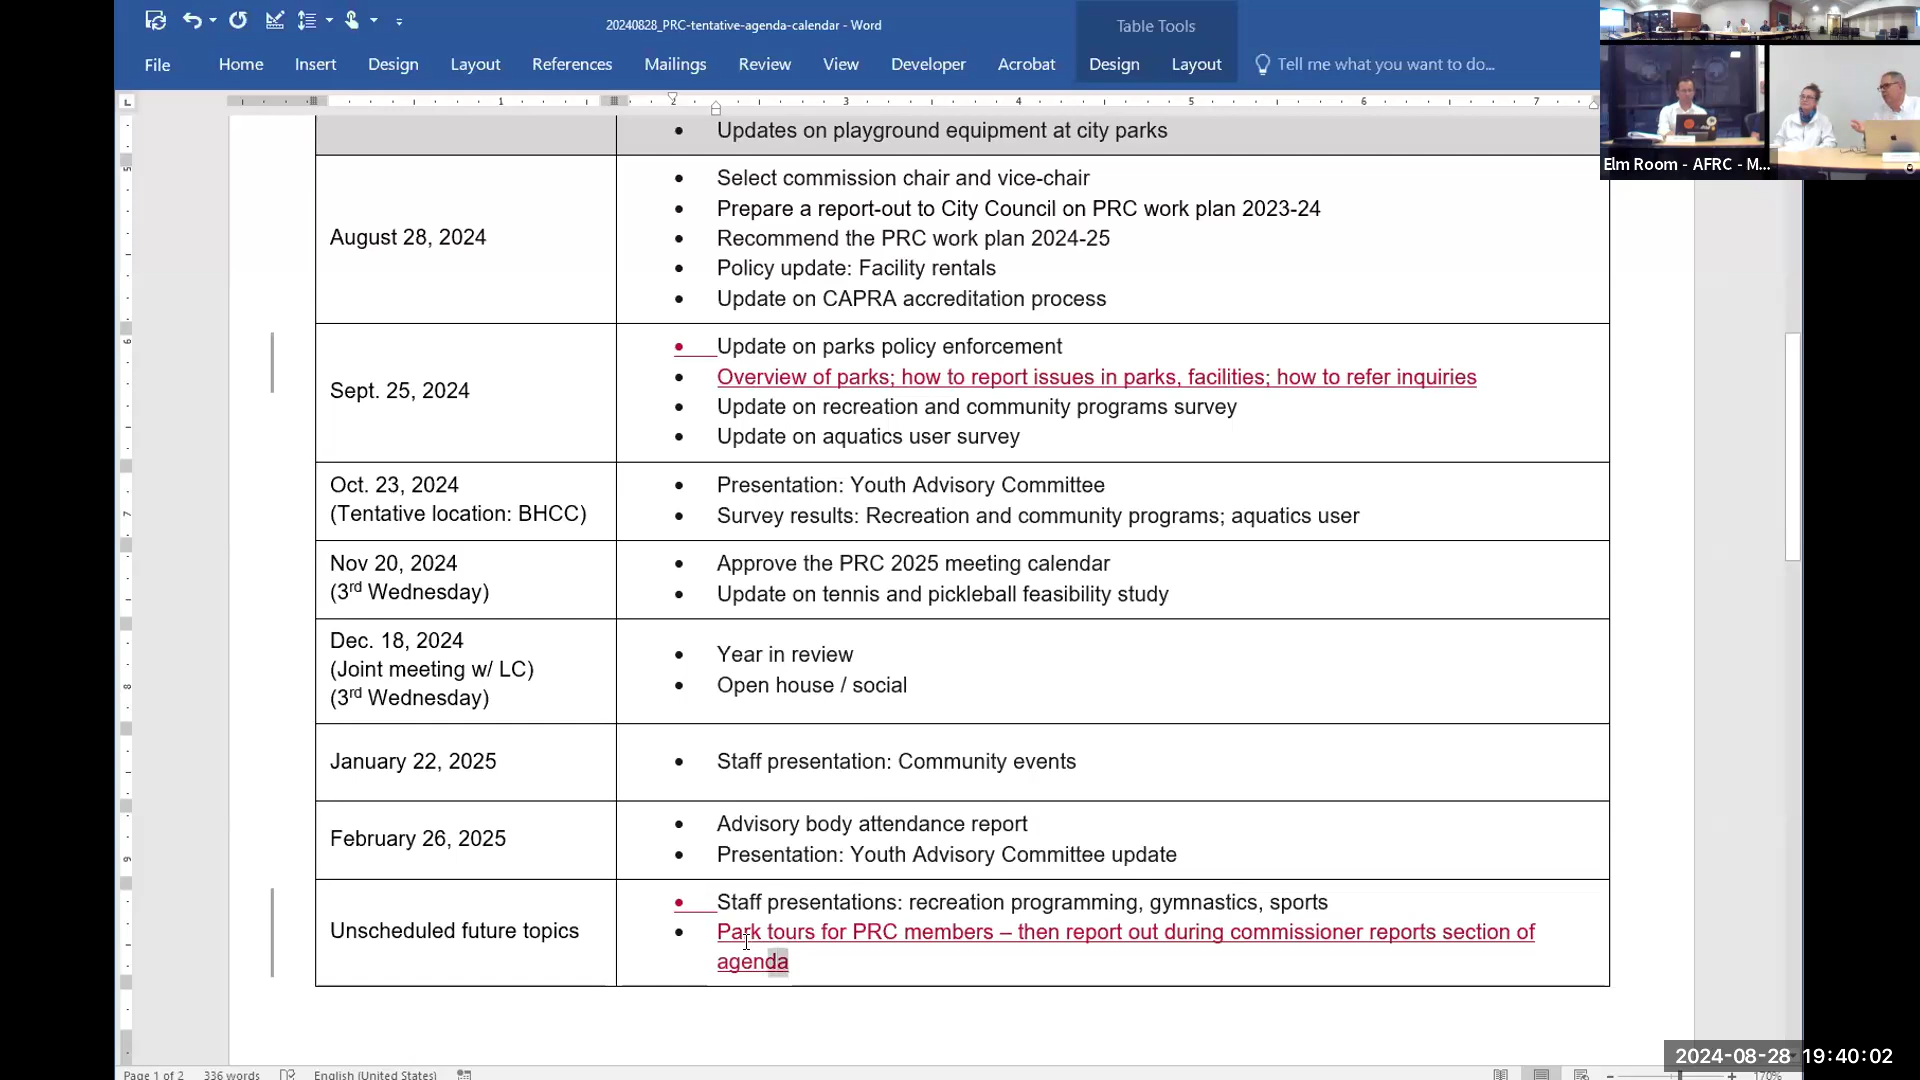 20240828_PRC-tentative-agenda-calendar - Word
Table Tools
File Home Insert Design Layout References Mailings Review View Developer Acrobat Design Layout Tell me what you want to do...
1 2 3 4 5 6 7
Updates on playground equipment at city parks
August 28, 2024
Select commission chair and vice-chair
Prepare a report-out to City Council on PRC work plan 2023-24
Recommend the PRC work plan 2024-25
Policy update: Facility rentals
Update on CAPRA accreditation process
Sept. 25, 2024
Update on parks policy enforcement
Overview of parks; how to report issues in parks, facilities; how to refer inquiries
Update on recreation and community programs survey
Update on aquatics user survey
Oct. 23, 2024
(Tentative location: BHCC)
Presentation: Youth Advisory Committee
Survey results: Recreation and community programs; aquatics user
Nov 20, 2024
(3rd Wednesday)
Approve the PRC 2025 meeting calendar
Update on tennis and pickleball feasibility study
Dec. 18, 2024
(Joint meeting w/ LC)
(3rd Wednesday)
Year in review
Open house / social
January 22, 2025
Staff presentation: Community events
February 26, 2025
Advisory body attendance report
Presentation: Youth Advisory Committee update
Unscheduled future topics
Staff presentations: recreation programming, gymnastics, sports
Park tours for PRC members – then report out during commissioner reports section of
agenda
Elm Room - AFRC - M...
2024-08-28 19:40:02
Page 1 of 2 336 words English (United States) 170%